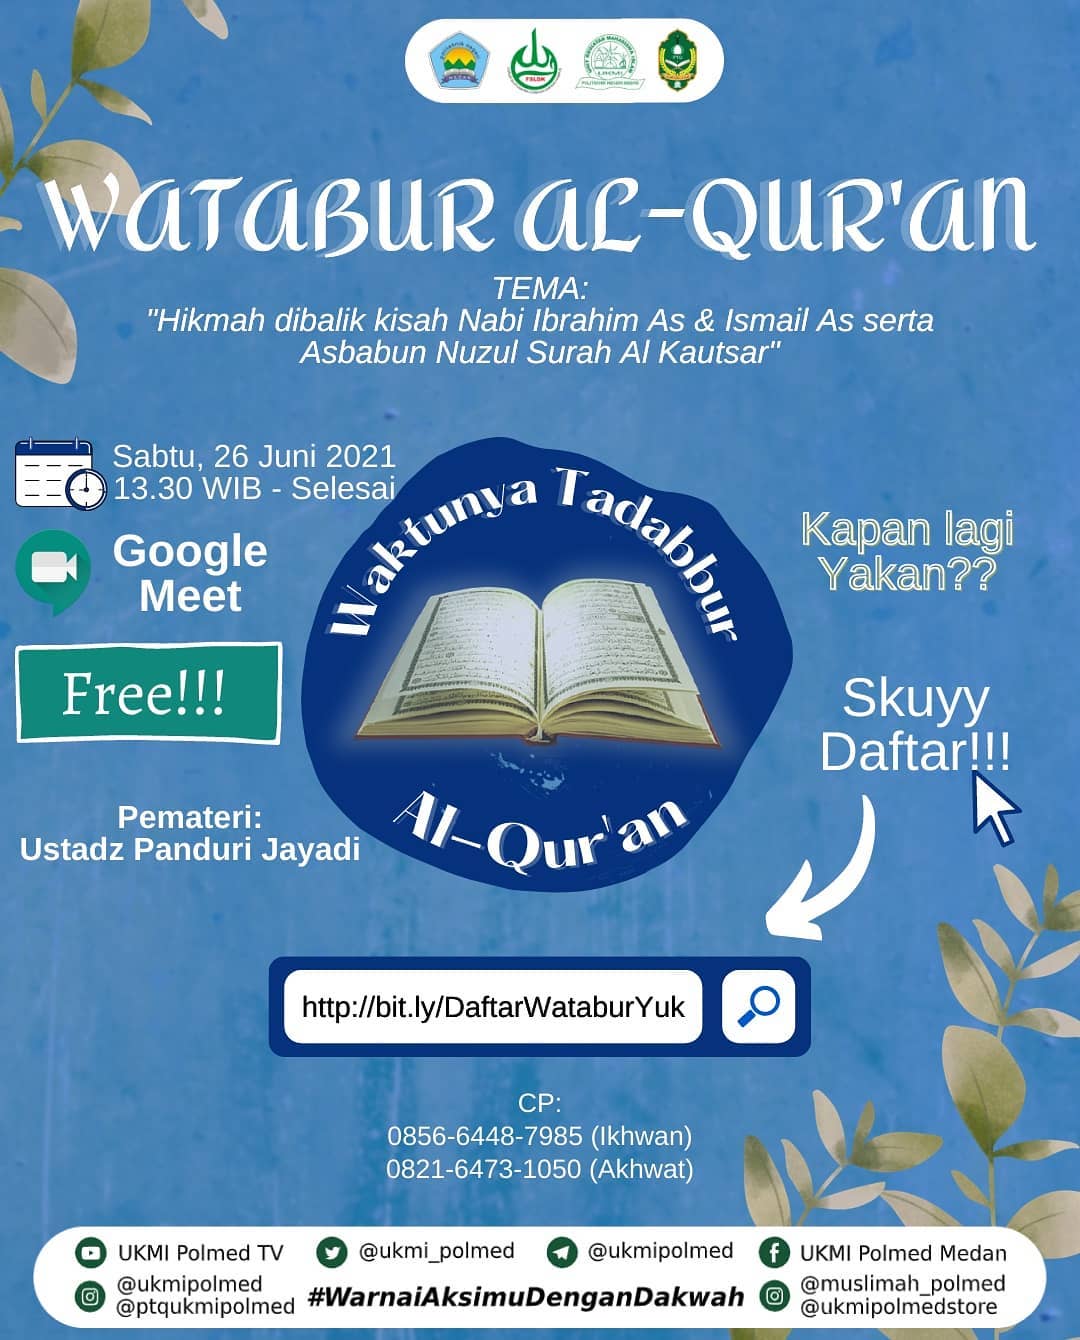 FSLDK
UKMI
PTQ
WATABUR AL-QUR'AN
TEMA:
"Hikmah dibalik kisah Nabi Ibrahim As & Ismail As serta
Asbabun Nuzul Surah Al Kautsar"
Sabtu, 26 Juni 2021
13.30 WIB - Selesai
Google
Meet
Free!!!
Pemateri:
Ustadz Panduri Jayadi
Waktunya Tadabbur
Al-Qur'an
Kapan lagi
Yakan??
Skuyy
Daftar!!!
http://bit.ly/DaftarWataburYuk
CP:
0856-6448-7985 (Ikhwan)
0821-6473-1050 (Akhwat)
UKMI Polmed TV
@ukmi_polmed
@ukmipolmed
UKMI Polmed Medan
@ukmipolmed
@ptqukmipolmed
#WarnaiAksimuDenganDakwah
@muslimah_polmed
@ukmipolmedstore